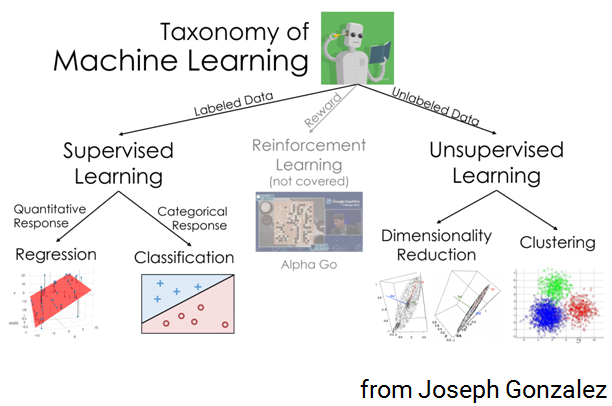 Taxonomy of
Machine Learning
Labeled Data
Reward
Unlabeled Data
Supervised
Learning
Reinforcement
Learning
(not covered)
Unsupervised
Learning
Quantitative
Response
Categorical
Response
Regression
Classification
Alpha Go
Dimensionality
Reduction
Clustering
from Joseph Gonzalez